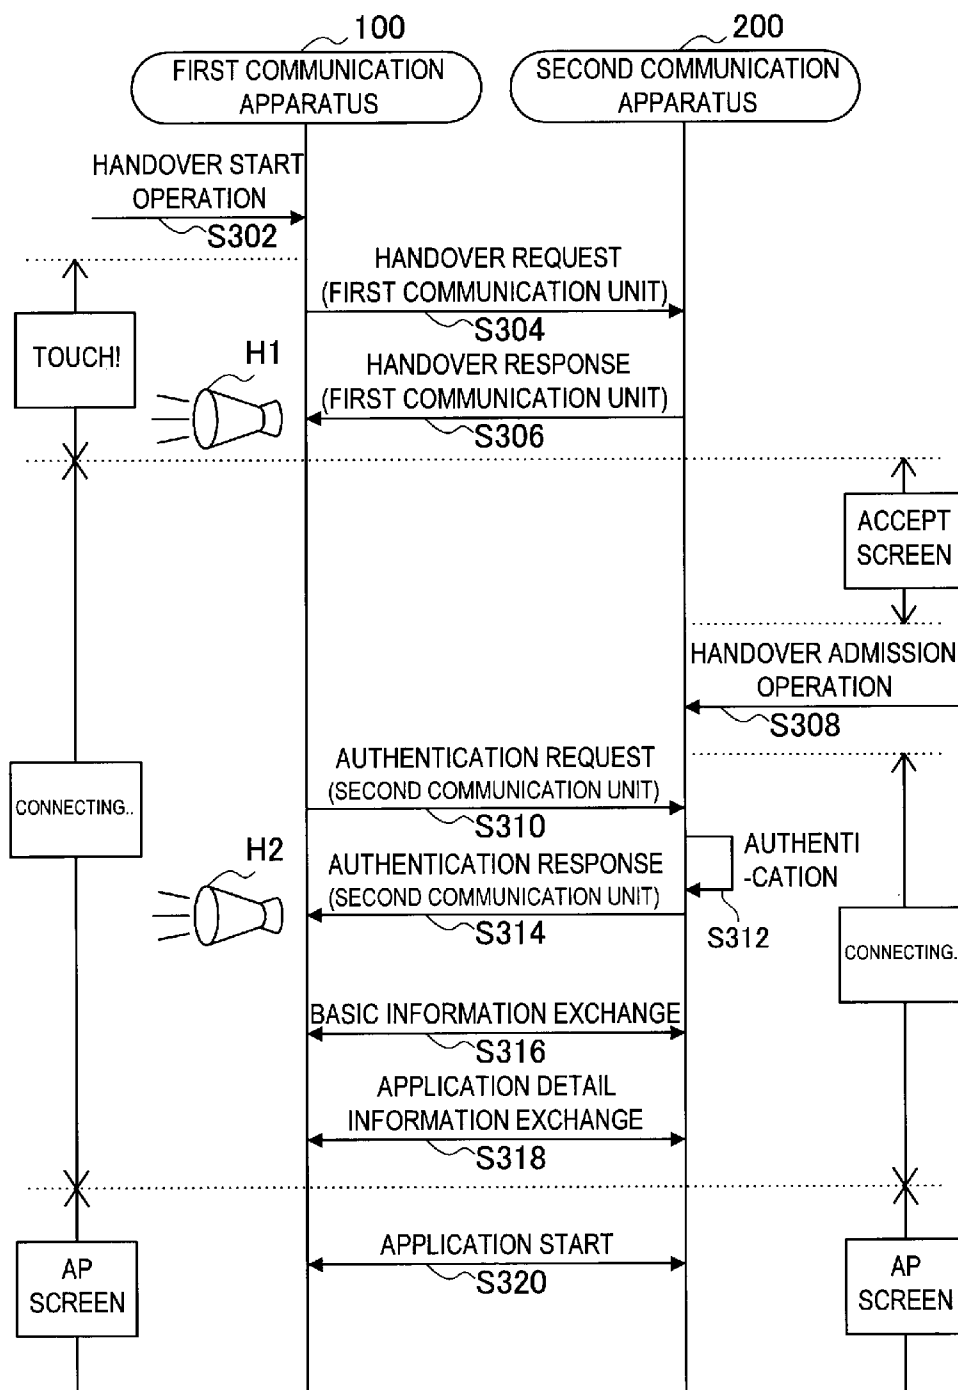 100
200
FIRST COMMUNICATION
APPARATUS
SECOND COMMUNICATION
APPARATUS
HANDOVER START
OPERATION
S302
HANDOVER REQUEST
(FIRST COMMUNICATION UNIT)
S304
TOUCH!
H1
HANDOVER RESPONSE
(FIRST COMMUNICATION UNIT)
S306
ACCEPT
SCREEN
HANDOVER ADMISSION
OPERATION
S308
AUTHENTICATION REQUEST
(SECOND COMMUNICATION UNIT)
S310
CONNECTING..
AUTHENTI
-CATION
S312
H2
AUTHENTICATION RESPONSE
(SECOND COMMUNICATION UNIT)
S314
CONNECTING.
BASIC INFORMATION EXCHANGE
S316
APPLICATION DETAIL
INFORMATION EXCHANGE
S318
APPLICATION START
S320
AP
SCREEN
AP
SCREEN